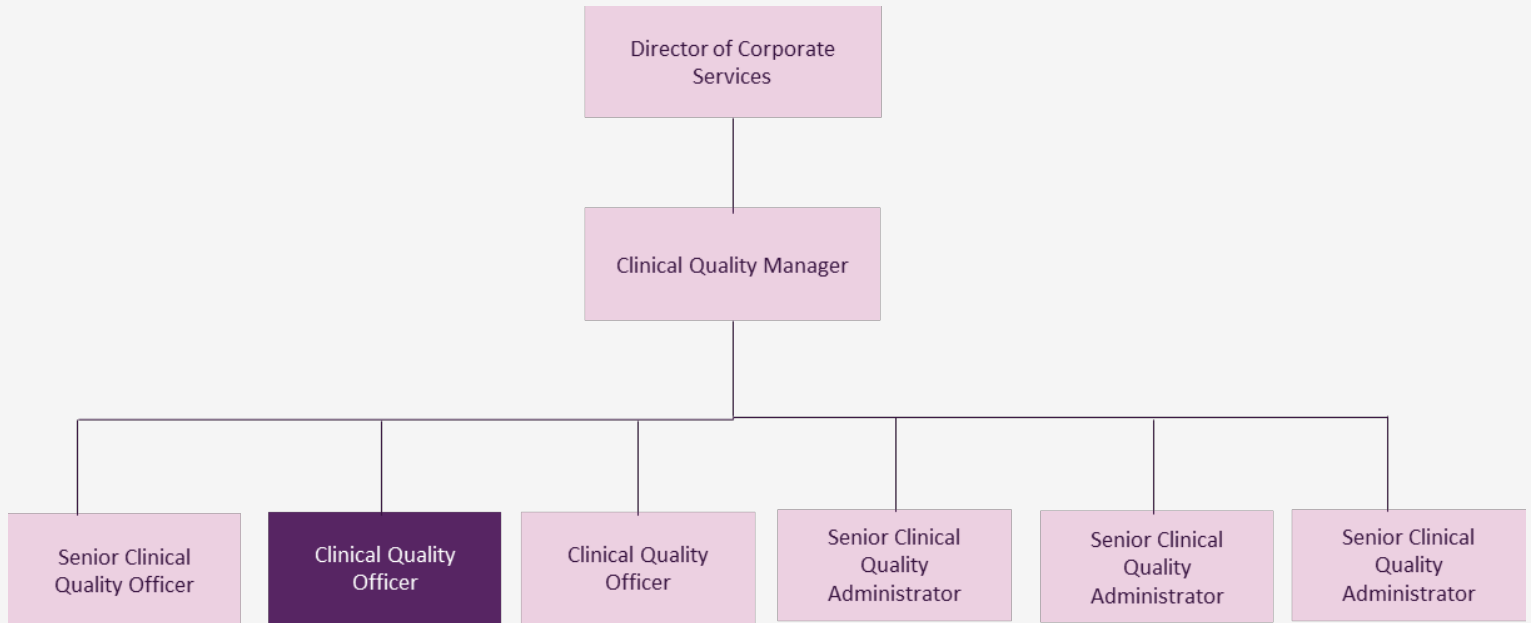 Director of Corporate
Services
Clinical Quality Manager
Senior Clinical
Quality Officer
Clinical Quality
Officer
Clinical Quality
Officer
Senior Clinical
Quality
Administrator
Senior Clinical
Quality
Administrator
Senior Clinical
Quality
Administrator